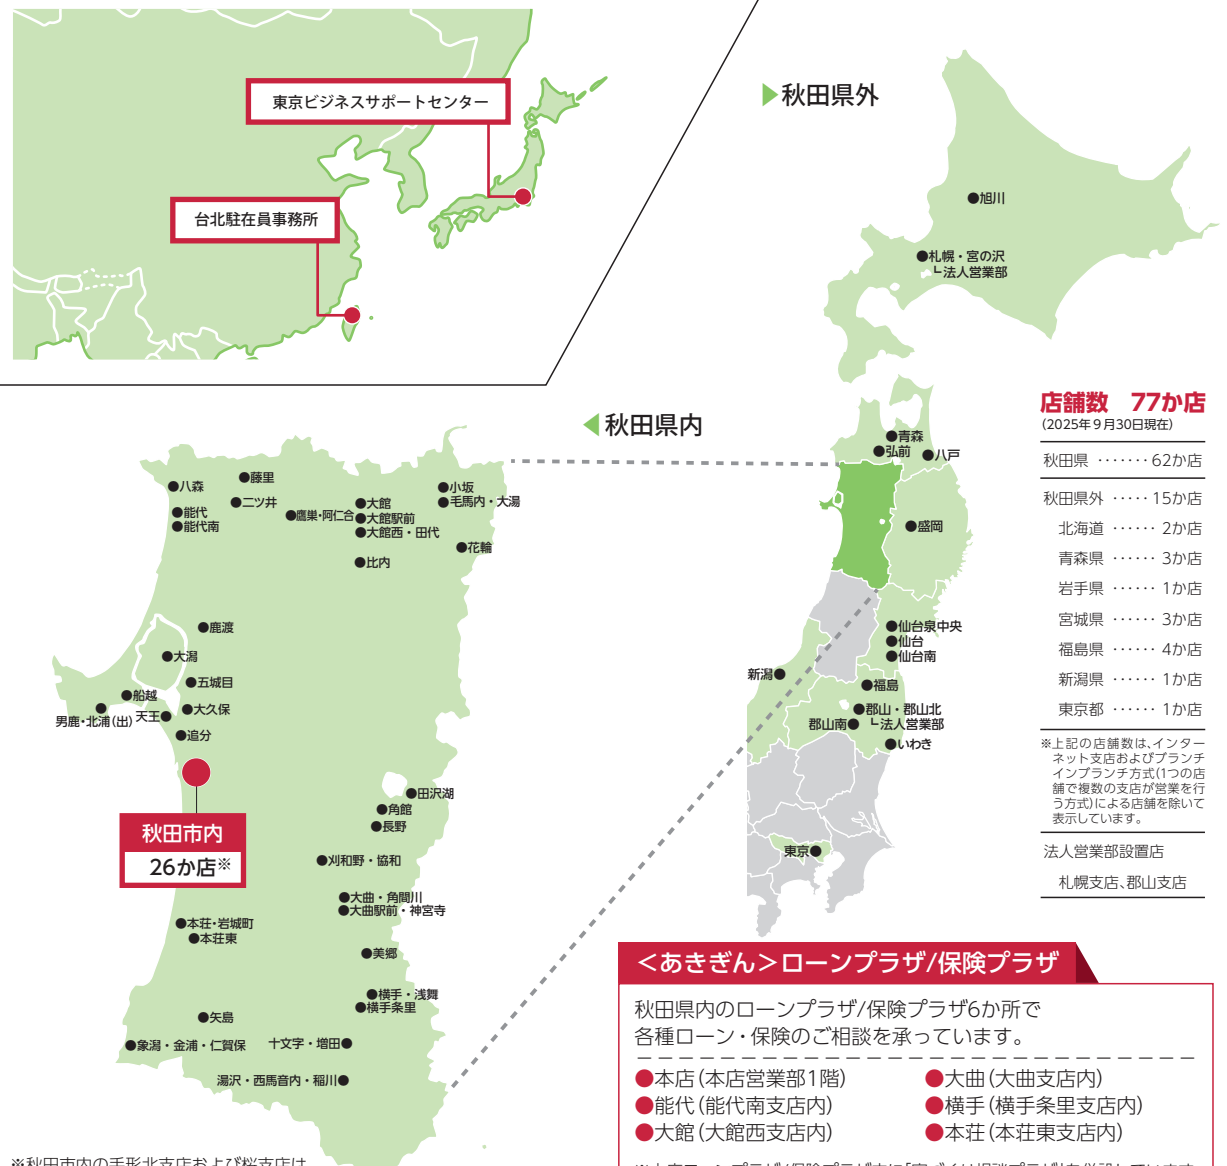 東京ビジネスサポートセンター
台北駐在員事務所
秋田県外
旭川
札幌・宮の沢
法人営業部
店舗数 77か店
(2025年9月30日現在)
秋田県 ‥‥‥‥ 62か店
秋田県外 ‥‥‥ 15か店
北海道 ‥‥‥ 2か店
青森県 ‥‥‥ 3か店
岩手県 ‥‥‥ 1か店
宮城県 ‥‥‥ 3か店
福島県 ‥‥‥ 4か店
新潟県 ‥‥‥ 1か店
東京都 ‥‥‥ 1か店
※上記の店舗数は、インター
ネット支店およびブランチ
インブランチ方式(1つの店
舗で複数の支店が営業を行
う方式)による店舗を除いて
表示しています。
法人営業部設置店
札幌支店、郡山支店
青森
弘前
八戸
盛岡
仙台泉中央
仙台
仙台南
新潟
福島
郡山・郡山北
郡山南
法人営業部
いわき
東京
秋田県内
八森
藤里
二ツ井
能代
能代南
鷹巣・阿仁合
大館
大館駅前
大館西・田代
小坂
毛馬内・大湯
花輪
比内
鹿渡
大潟
五城目
船越
男鹿・北浦(出)
天王
大久保
追分
秋田市内
26か店※
田沢湖
角館
長野
刈和野・協和
大曲・角間川
大曲駅前・神宮寺
本荘・岩城町
本荘東
美郷
横手・浅舞
横手条里
矢島
象潟・金浦・仁賀保
十文字・増田
湯沢・西馬音内・稲川
<あきぎん>ローンプラザ/保険プラザ
秋田県内のローンプラザ/保険プラザ6か所で
各種ローン・保険のご相談を承っています。
●本店(本店営業部1階)
●能代(能代南支店内)
●大館(大館西支店内)
●大曲(大曲支店内)
●横手(横手条里支店内)
●本荘(本荘東支店内)
※秋田市内の手形北支店および桜支店は